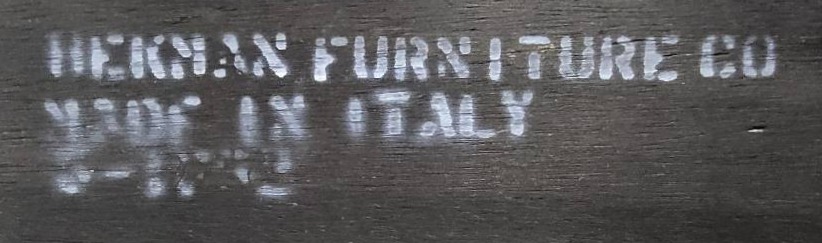 HEKMAN FURNITURE CO
MADE IN ITALY